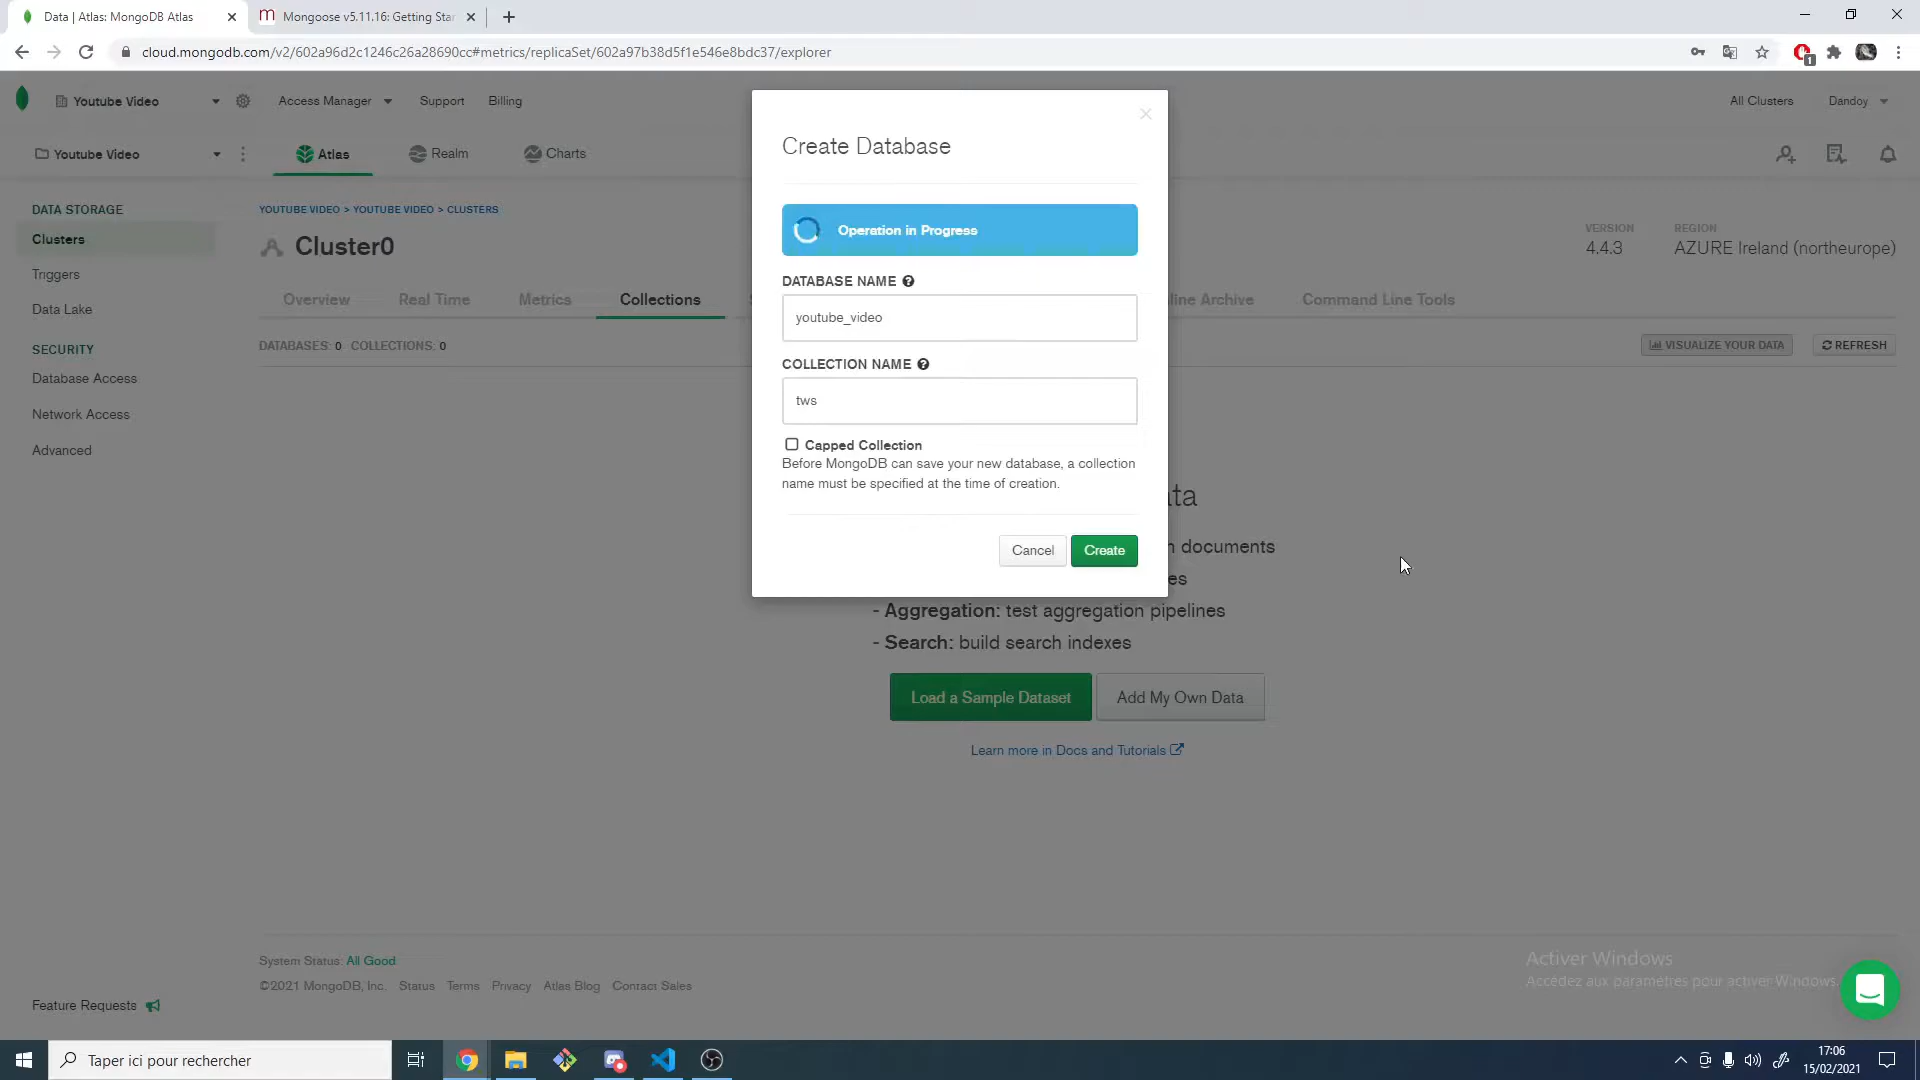 Data | Atlas: MongoDB Atlas
Mongoose v5.11.16: Getting Star
cloud.mongodb.com/v2/602a96d2c1246c26a28690cc#metrics/replicaSet/602a97b38d5f1e546e8bdc37/explorer
1
Youtube Video
Access Manager
Support
Billing
All Clusters
Dandoy
Youtube Video
Atlas
Realm
Charts
DATA STORAGE
Clusters
Triggers
Data Lake
SECURITY
Database Access
Network Access
Advanced
YOUTUBE VIDEO > YOUTUBE VIDEO > CLUSTERS
Cluster0
VERSION
4.4.3
REGION
AZURE Ireland (northeurope)
Overview
Real Time
Metrics
Collections
line Archive
Command Line Tools
DATABASES: 0 COLLECTIONS: 0
VISUALIZE YOUR DATA
REFRESH
Create Database
Operation in Progress
DATABASE NAME
youtube_video
COLLECTION NAME
tws
Capped Collection
Before MongoDB can save your new database, a collection
name must be specified at the time of creation.
Cancel
Create
ta
documents
es
- Aggregation: test aggregation pipelines
- Search: build search indexes
Load a Sample Dataset
Add My Own Data
Learn more in Docs and Tutorials
System Status: All Good
©2021 MongoDB, Inc. Status Terms Privacy Atlas Blog Contact Sales
Feature Requests
Activer Windows
Accédez aux paramètres pour activer Windows.
Taper ici pour rechercher
17:06
15/02/2021